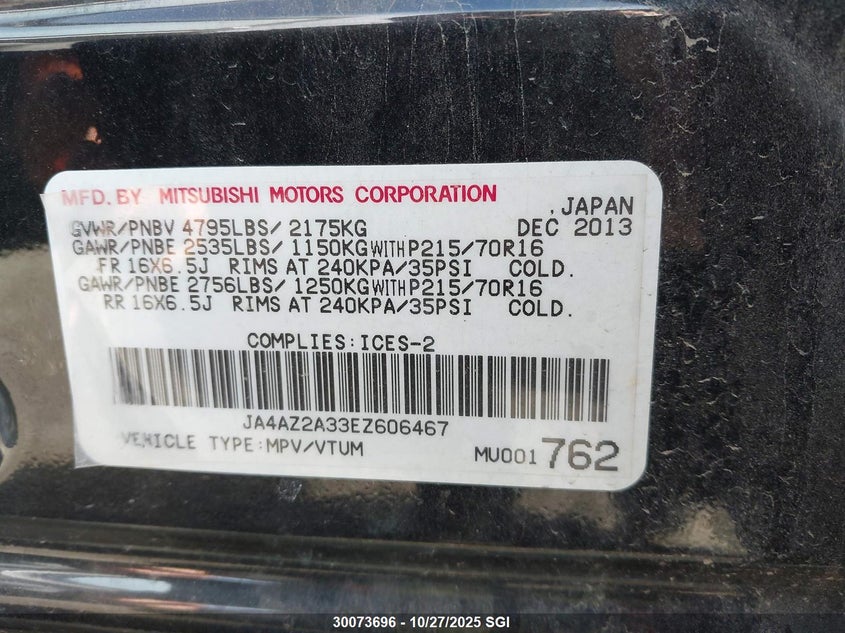 MFD. BY MITSUBISHI MOTORS CORPORATION
, JAPAN
GVWR/PNBV 4795LBS/ 2175KG DEC 2013
GAWR/PNBE 2535LBS/ 1150KG WITH P215/70R16
FR 16X6.5J RIMS AT 240KPA/35PSI COLD.
GAWR/PNBE 2756LBS/ 1250KG WITH P215/70R16
RR 16X6.5J RIMS AT 240KPA/35PSI COLD.
COMPLIES:ICES-2
JA4AZ2A33EZ606467
VEHICLE TYPE:MPV/VTUM MU001762
30073696 - 10/27/2025 SGI